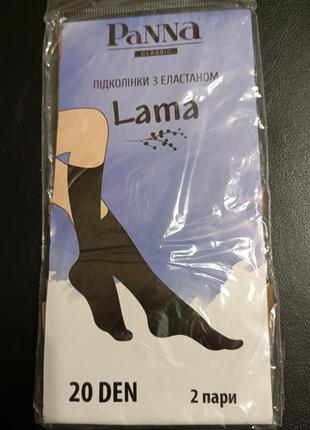 PaNNa
CLASSIC
ПІДКОЛІНКИ З ЕЛАСТАНОМ
Lama
20 DEN
2 пари